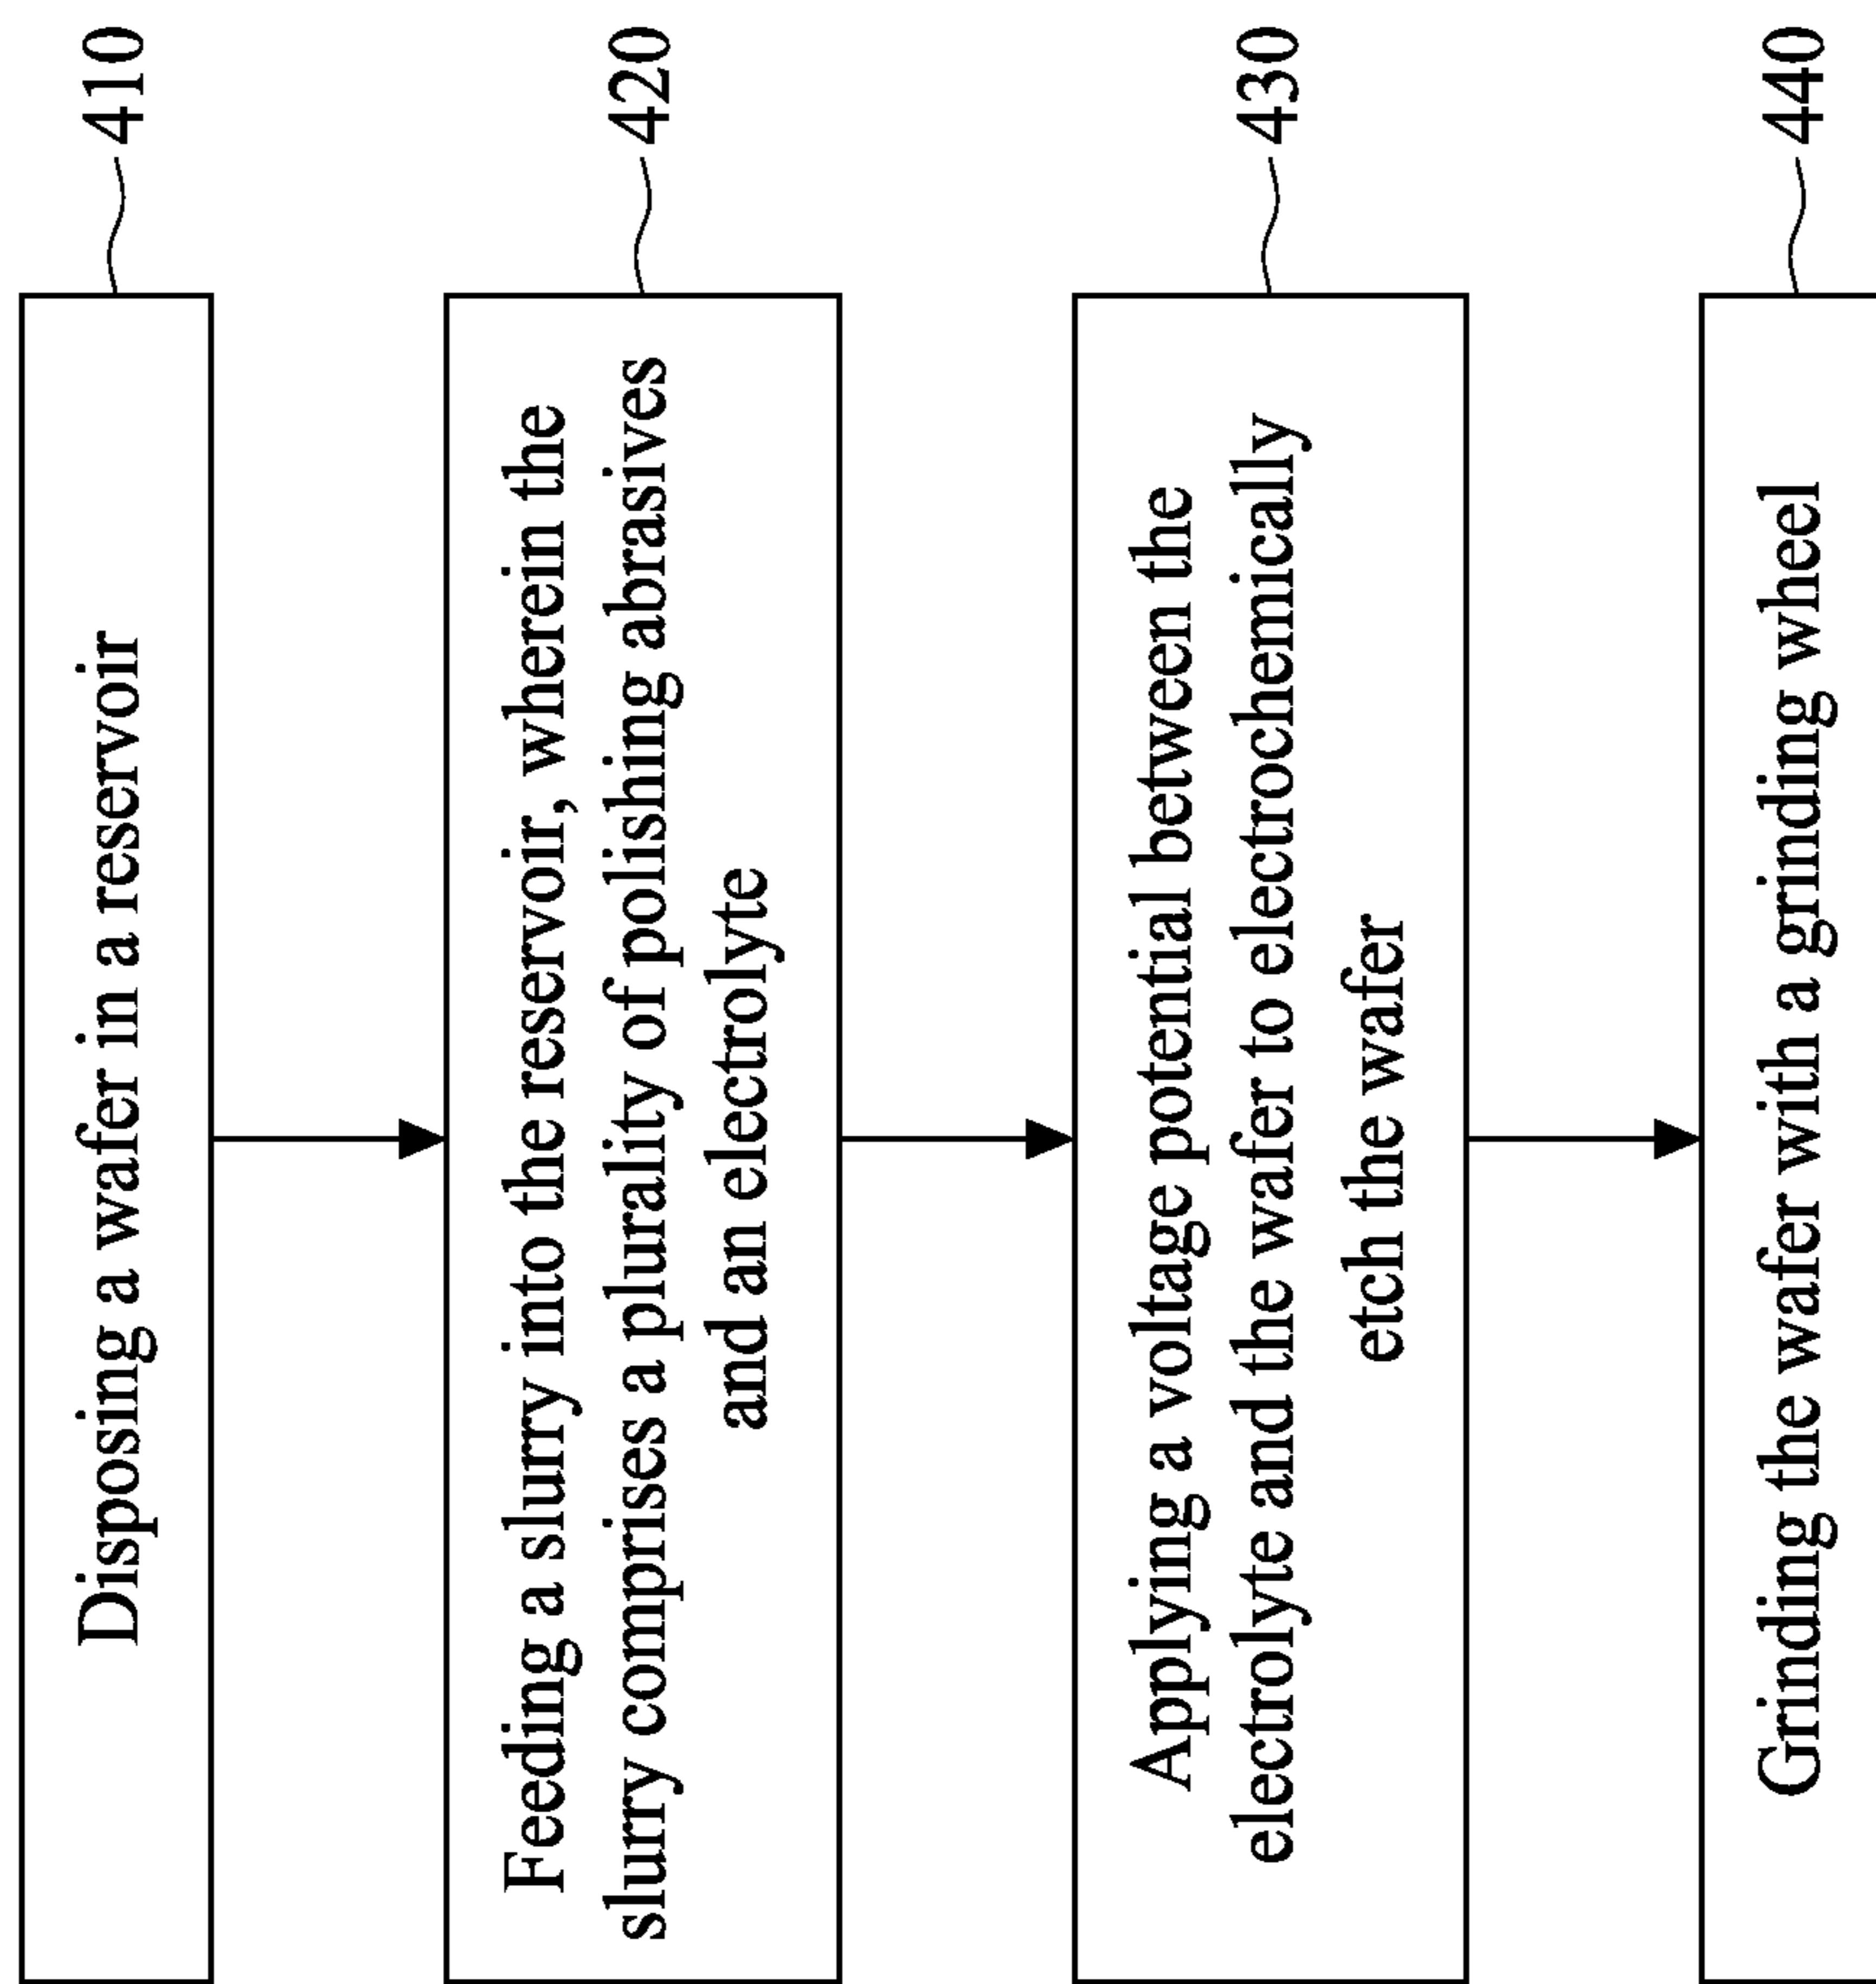 Disposing a wafer in a reservoir
410
Feeding a slurry into the reservoir, wherein the
slurry comprises a plurality of polishing abrasives
and an electrolyte
420
Applying a voltage potential between the
electrolyte and the wafer to electrochemically
etch the wafer
430
Grinding the wafer with a grinding wheel
440